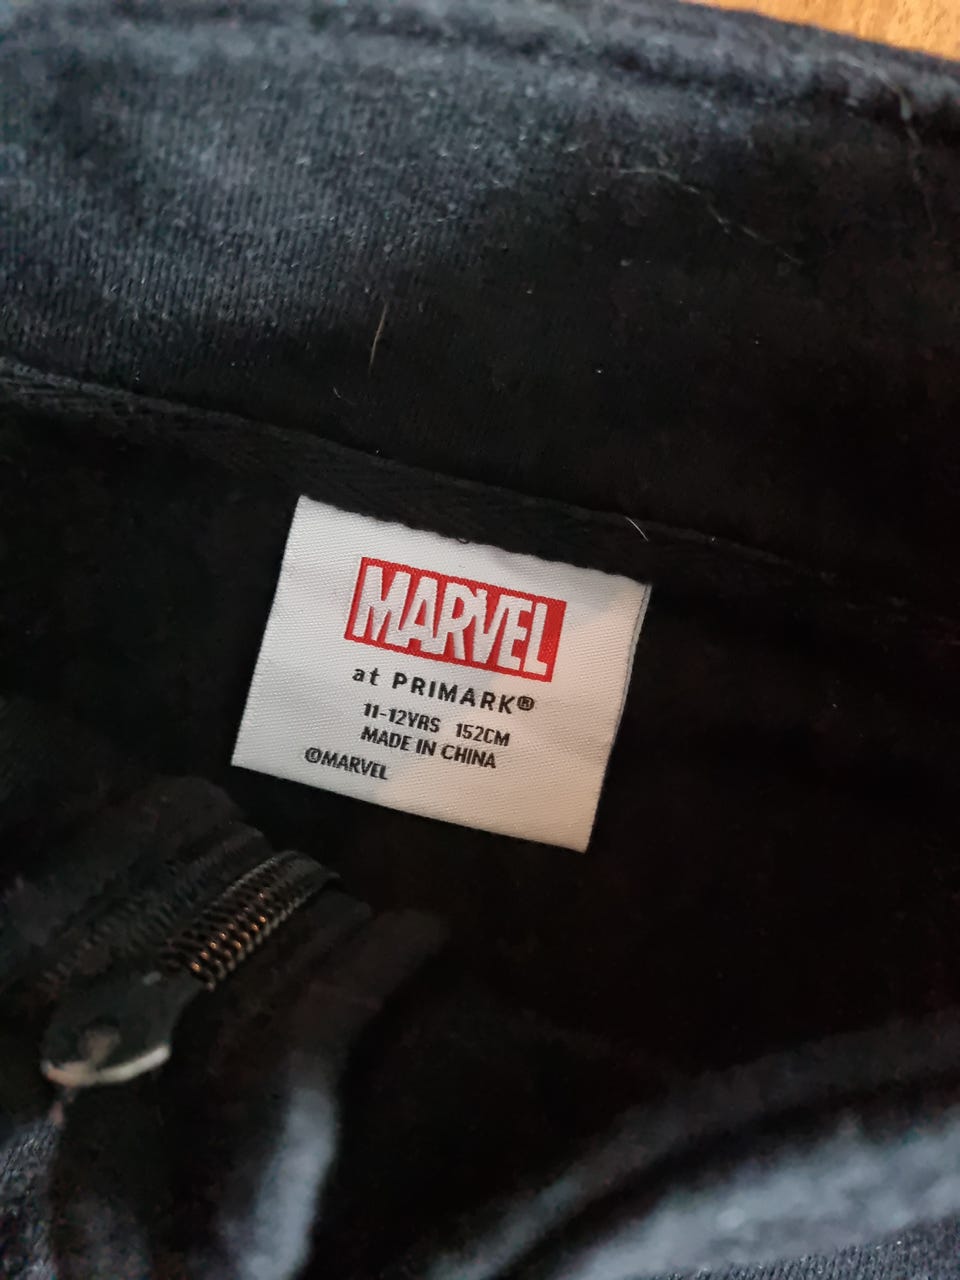 MARVEL
at PRIMARK®
11-12YRS 152CM
MADE IN CHINA
©MARVEL